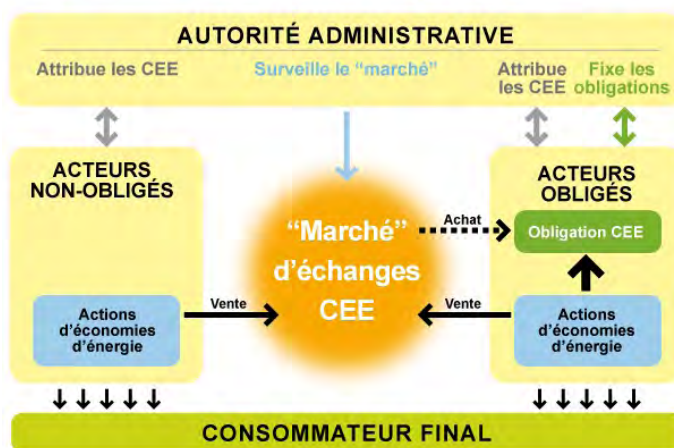 AUTORITÉ ADMINISTRATIVE
Attribue les CEE
Surveille le “marché”
Attribue
les CEE
Fixe les
obligations
ACTEURS
NON-OBLIGÉS
ACTEURS
OBLIGÉS
“Marché”
d’échanges
CEE
Achat
Obligation CEE
Vente
Vente
Actions
d’économies
d’énergie
Actions
d’économies
d’énergie
CONSOMMATEUR FINAL